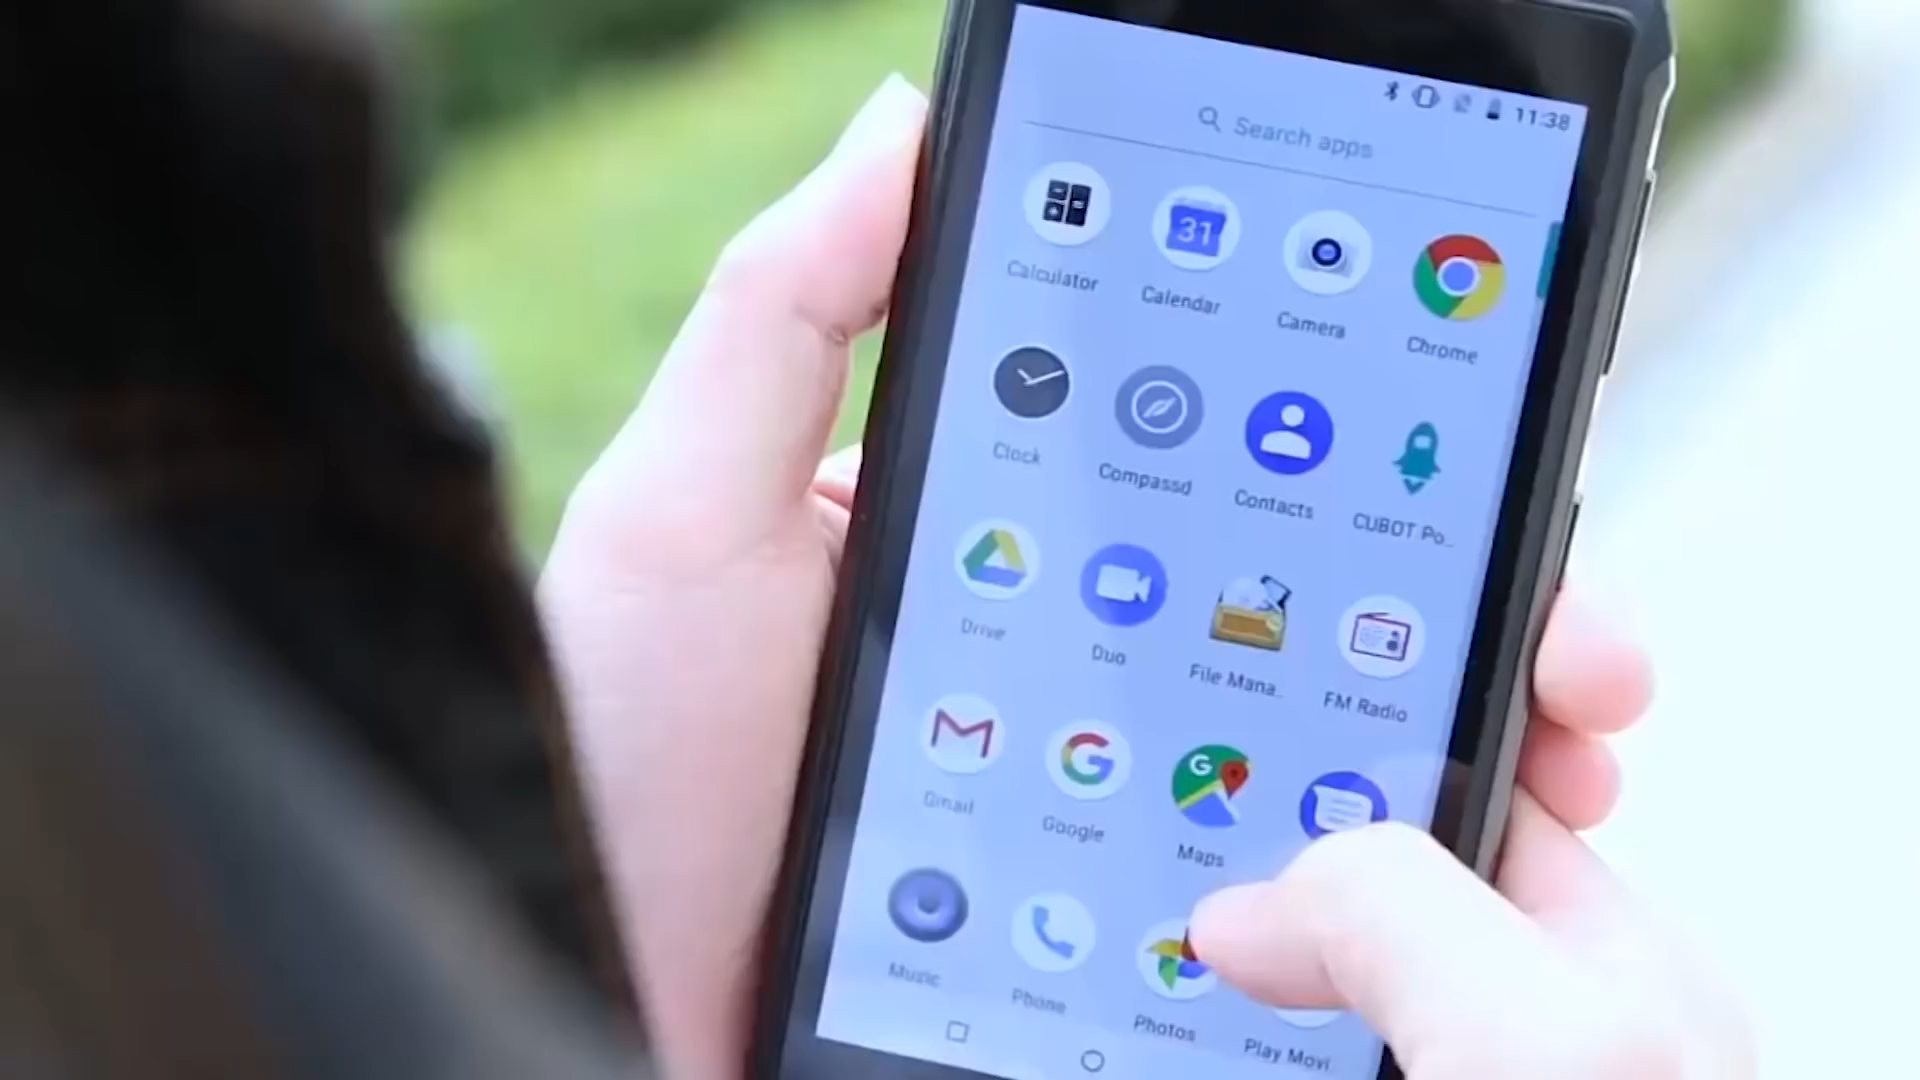 11:38
Search apps
Calculator
Calendar
31
Camera
Chrome
Clock
Compassd
Contacts
CUBOT Po...
Drive
Duo
File Mana...
FM Radio
Gmail
Google
G
Maps
Music
Phone
Photos
Play Movi